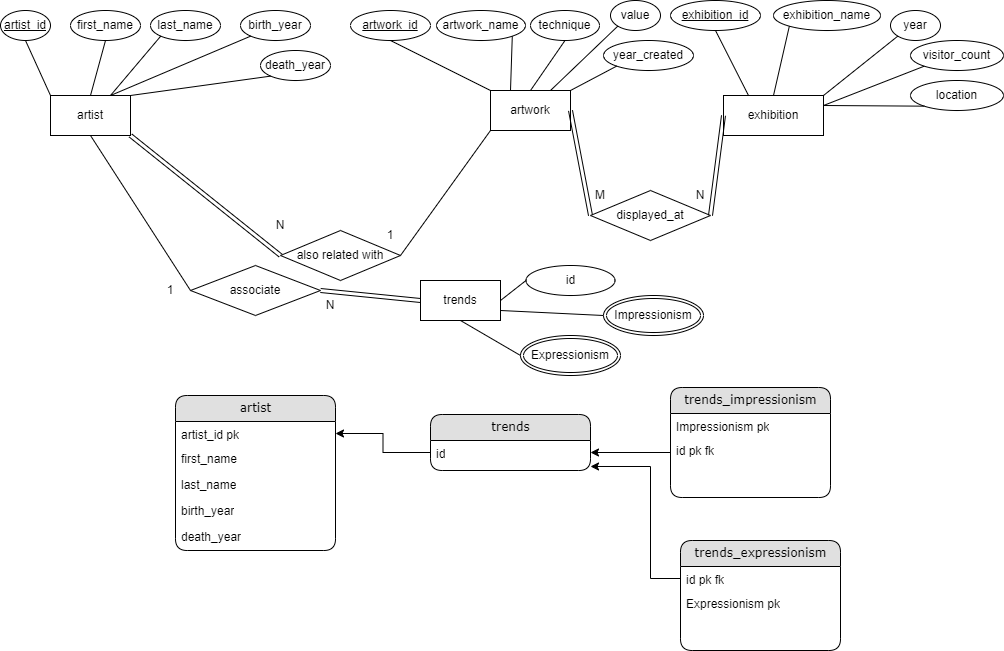 artist_id
first_name
last_name
birth_year
death_year
artist
artwork_id
artwork_name
technique
value
year_created
artwork
exhibition_id
exhibition_name
year
visitor_count
location
exhibition
M
N
displayed_at
N
1
also related with
1
associate
N
trends
id
Impressionism
Expressionism
artist
artist_id pk
first_name
last_name
birth_year
death_year
trends
id
trends_impressionism
Impressionism pk
id pk fk
trends_expressionism
id pk fk
Expressionism pk